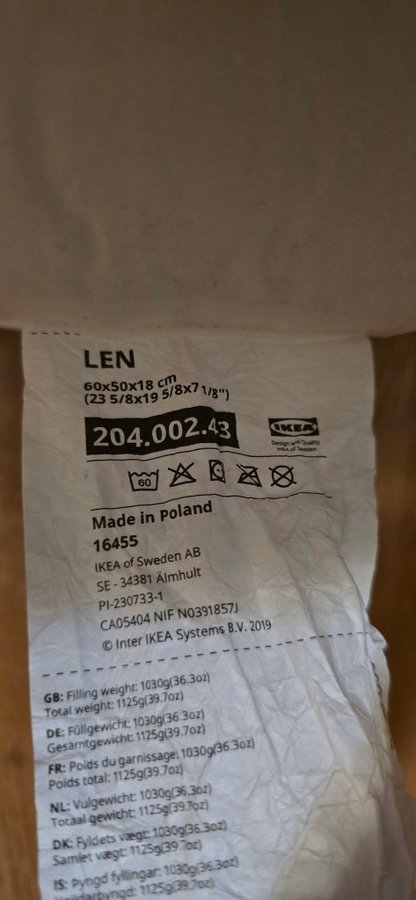 LEN
60x50x18 cm
(23 5/8x19 5/8x7 1/8")
204.002.43
IKEA
Design and Quality
IKEA of Sweden
60
Made in Poland
16455
IKEA of Sweden AB
SE - 34381 Älmhult
PI-230733-1
CA05404 NIF N0391857J
© Inter IKEA Systems B.V. 2019
GB: Filling weight: 1030g(36.3oz)
Total weight: 1125g(39.7oz)
DE: Füllgewicht: 1030g(36.3oz)
Gesamtgewicht: 1125g(39.7oz)
FR: Poids du garnissage: 1030g(36.3oz)
Poids total: 1125g(39.7oz)
NL: Vulgewicht: 1030g(36.3oz)
Totaal gewicht: 1125g(39.7oz)
DK: Fyldets vægt: 1030g(36.3oz)
Samlet vægt: 1125g(39.7oz)
IS: Þyngd fyllingar: 1030g(36.3oz)
Heildarþyngd: 1125g(39.7oz)